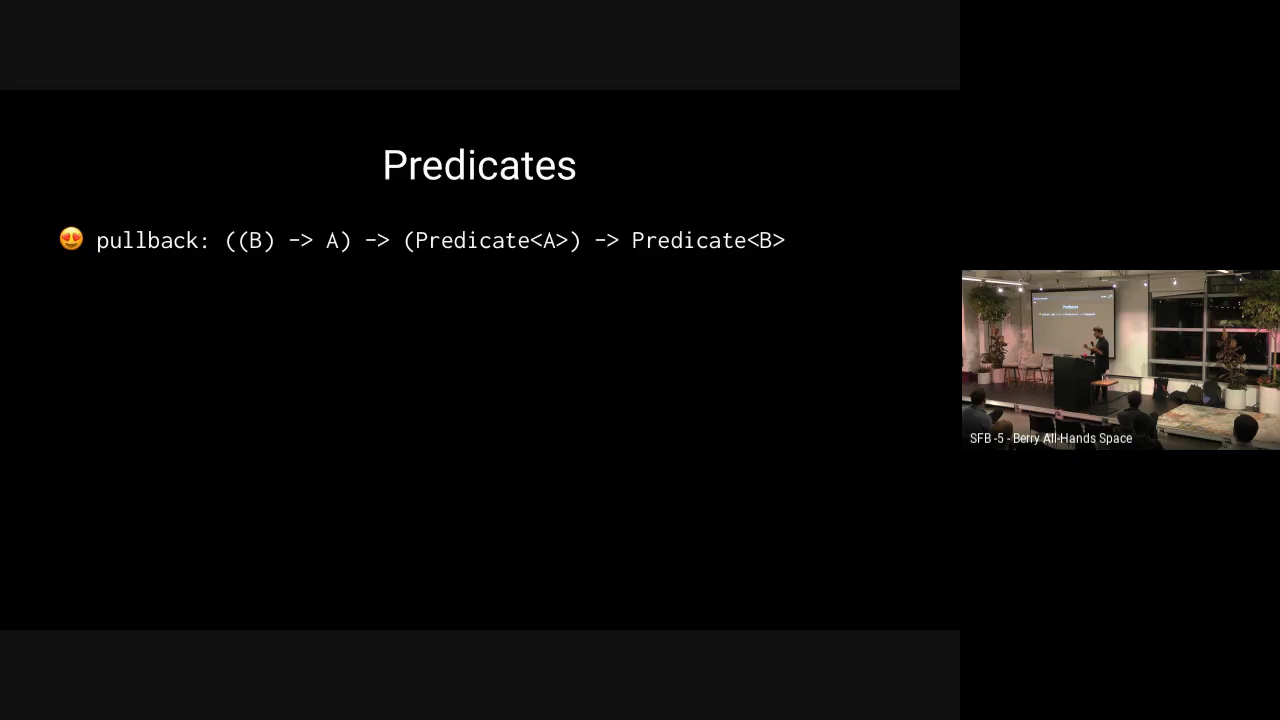 Predicates
😍 pullback: ((B) -> A) -> (Predicate<A>) -> Predicate<B>
SFB -5 - Berry All-Hands Space